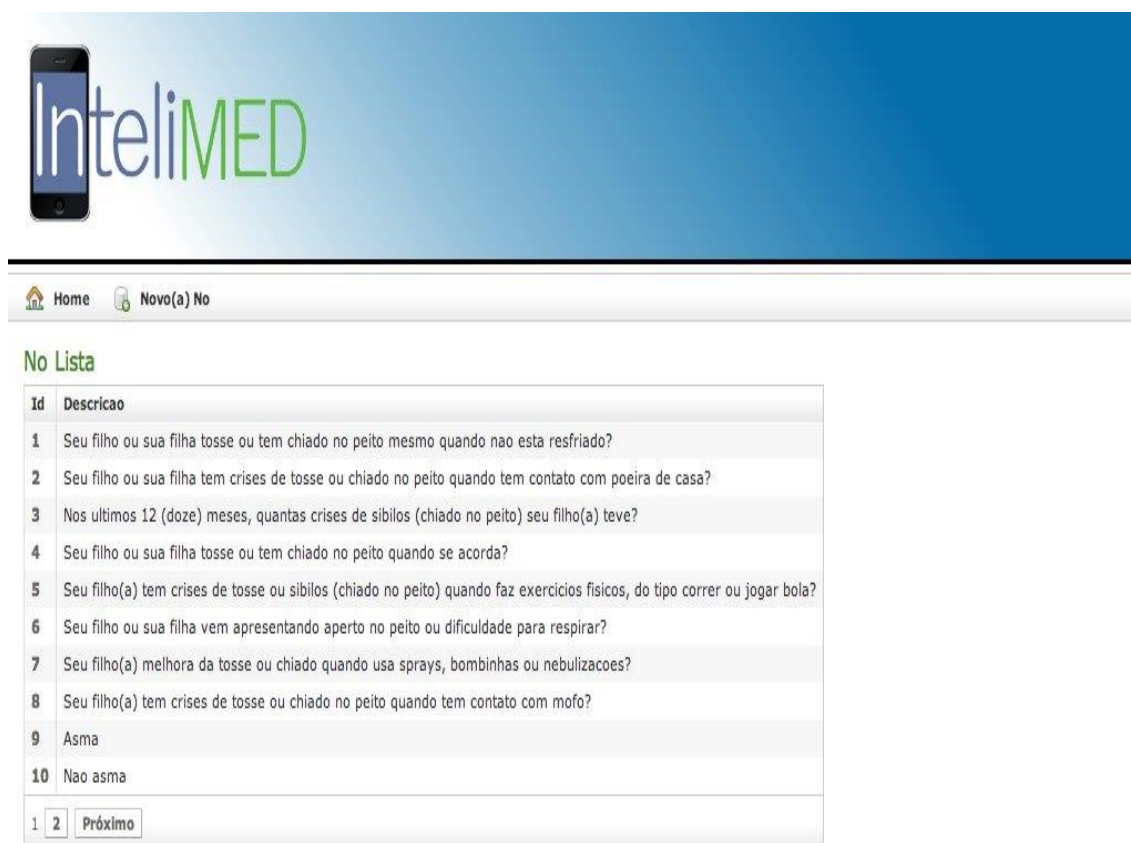 InteliMED
Home Novo(a) No
No Lista
Id Descricao
1 Seu filho ou sua filha tosse ou tem chiado no peito mesmo quando nao esta resfriado?
2 Seu filho ou sua filha tem crises de tosse ou chiado no peito quando tem contato com poeira de casa?
3 Nos ultimos 12 (doze) meses, quantas crises de sibilos (chiado no peito) seu filho(a) teve?
4 Seu filho ou sua filha tosse ou tem chiado no peito quando se acorda?
5 Seu filho(a) tem crises de tosse ou sibilos (chiado no peito) quando faz exercicios fisicos, do tipo correr ou jogar bola?
6 Seu filho ou sua filha vem apresentando aperto no peito ou dificuldade para respirar?
7 Seu filho(a) melhora da tosse ou chiado quando usa sprays, bombinhas ou nebulizacoes?
8 Seu filho(a) tem crises de tosse ou chiado no peito quando tem contato com mofo?
9 Asma
10 Nao asma
1 2 Próximo